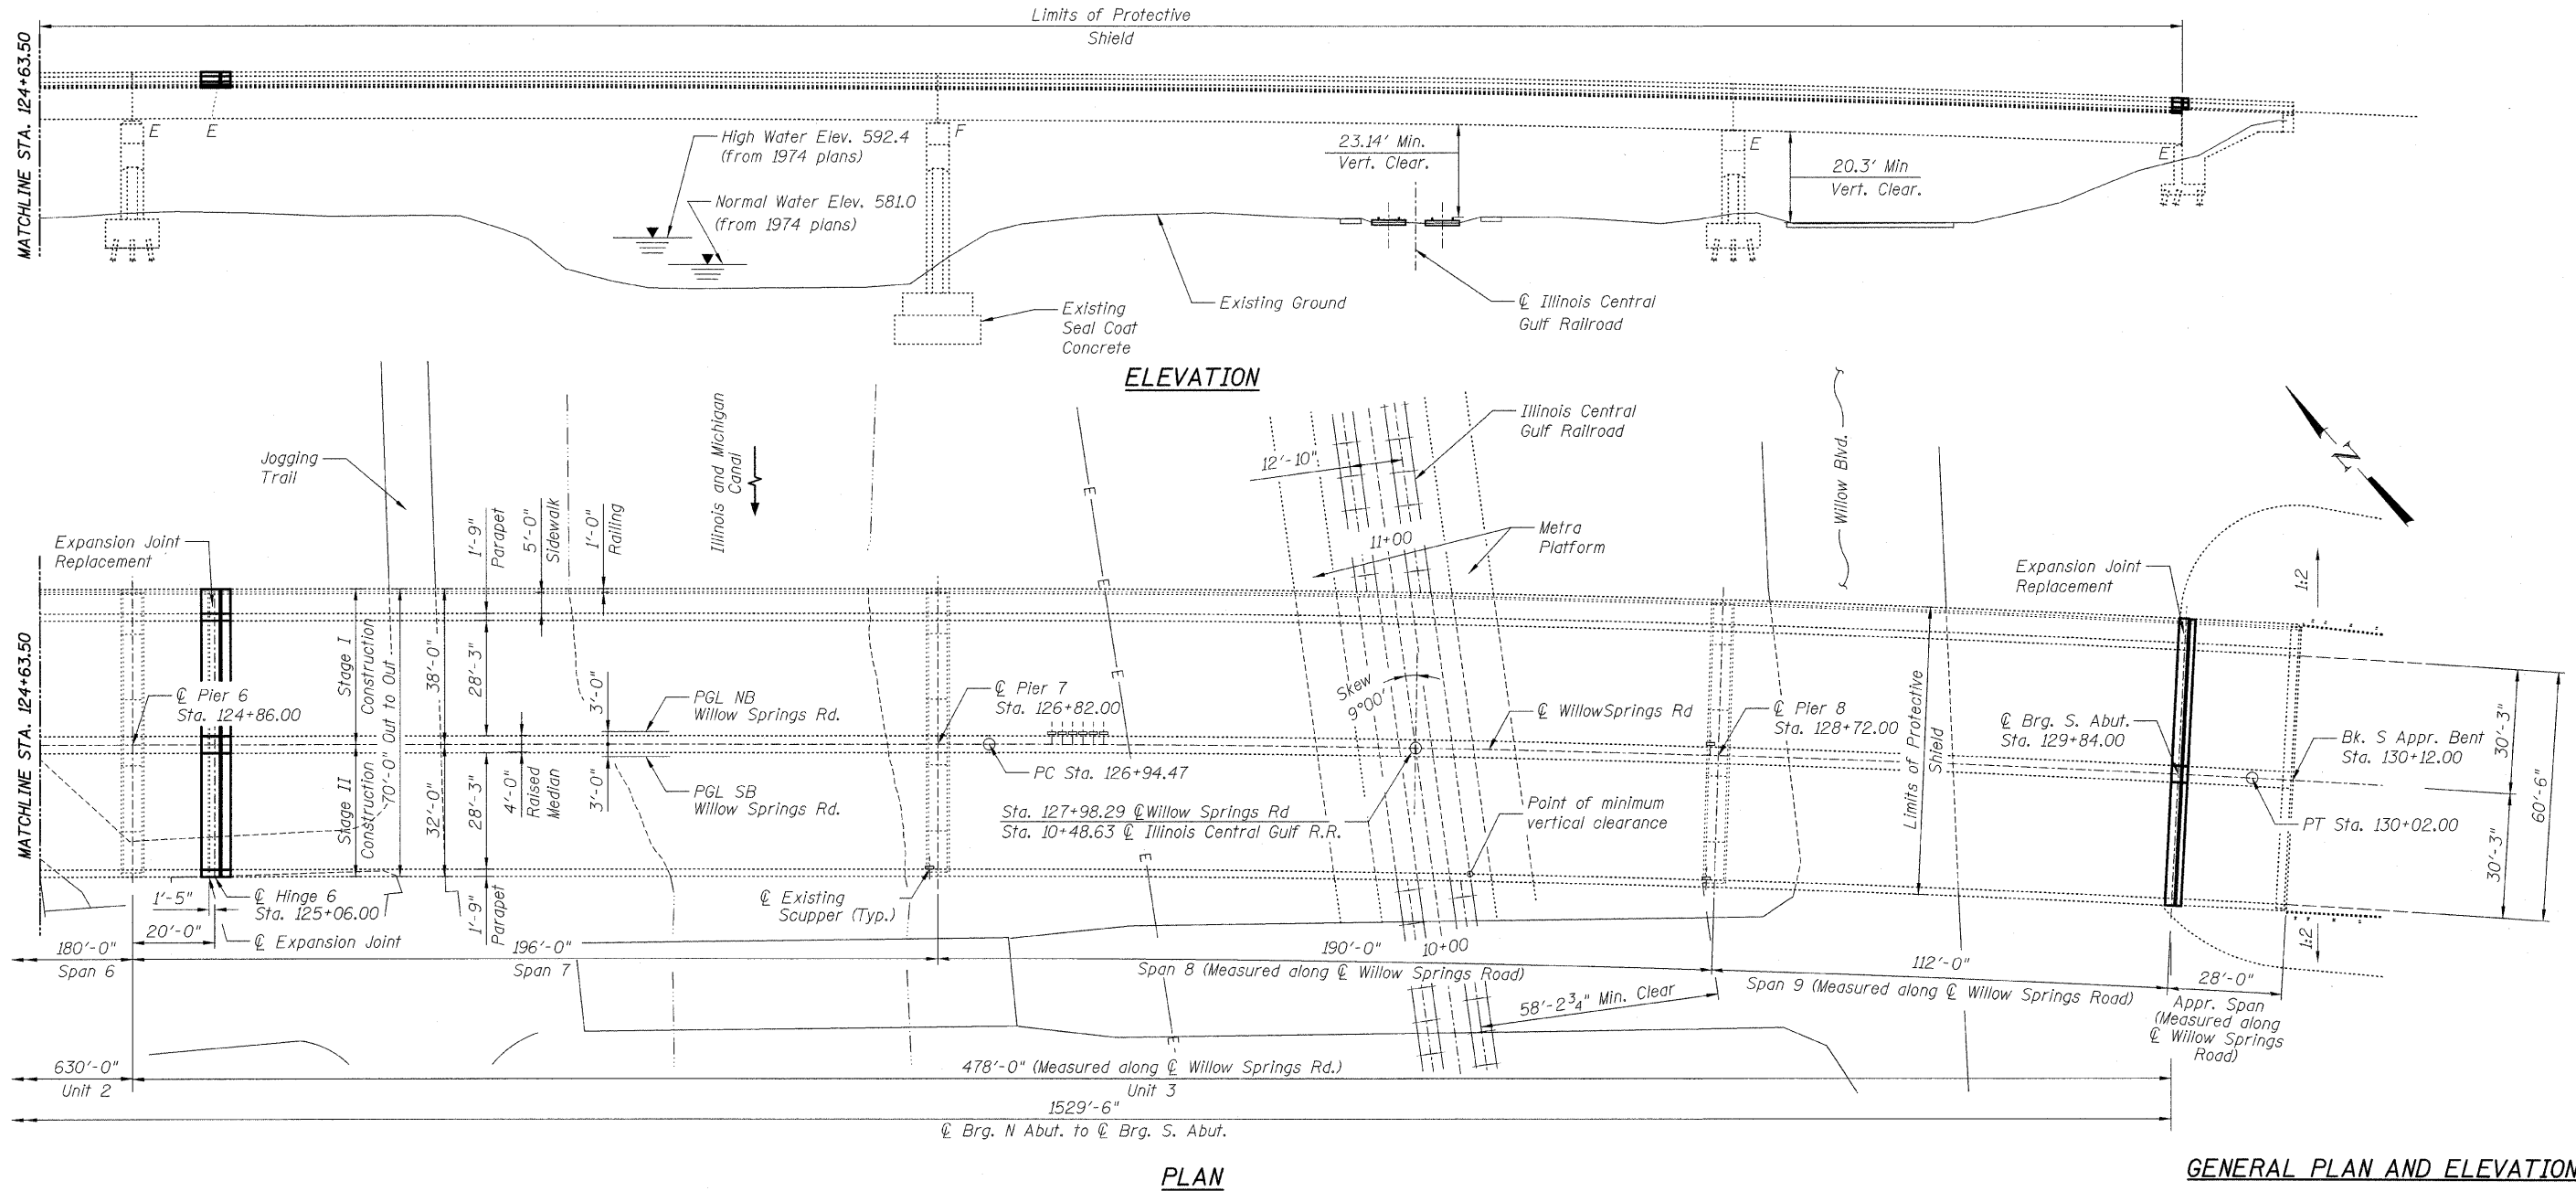 Limits of Protective
Shield
MATCHLINE STA. 124+63.50
E
E
High Water Elev. 592.4
(from 1974 plans)
Normal Water Elev. 581.0
(from 1974 plans)
F
23.14' Min.
Vert. Clear.
E
20.3' Min
Vert. Clear.
E
Existing
Seal Coat
Concrete
Existing Ground
℄ Illinois Central
Gulf Railroad
ELEVATION
Jogging
Trail
Illinois and Michigan
Canal
E
12'-10"
Illinois Central
Gulf Railroad
Willow Blvd.
N
Expansion Joint
Replacement
1'-9"
Parapet
5'-0"
Sidewalk
1'-0"
Railing
E
11+00
Metra
Platform
Expansion Joint
Replacement
1:2
MATCHLINE STA. 124+63.50
℄ Pier 6
Sta. 124+86.00
Stage I
Construction
Stage II
Construction
70'-0" Out to Out
38'-0"
32'-0"
28'-3"
28'-3"
1'-9"
Parapet
4'-0"
Raised
Median
3'-0"
3'-0"
PGL NB
Willow Springs Rd.
PGL SB
Willow Springs Rd.
℄ Pier 7
Sta. 126+82.00
PC Sta. 126+94.47
Skew
9°00'
℄ WillowSprings Rd
Sta. 127+98.29 ℄ Willow Springs Rd
Sta. 10+48.63 ℄ Illinois Central Gulf R.R.
E
Point of minimum
vertical clearance
℄ Pier 8
Sta. 128+72.00
Limits of Protective
Shield
℄ Brg. S. Abut.
Sta. 129+84.00
Bk. S Appr. Bent
Sta. 130+12.00
PT Sta. 130+02.00
30'-3"
30'-3"
60'-6"
1:2
1'-5"
℄ Hinge 6
Sta. 125+06.00
20'-0"
℄ Expansion Joint
℄ Existing
Scupper (Typ.)
180'-0"
Span 6
196'-0"
Span 7
190'-0"
10+00
Span 8 (Measured along ℄ Willow Springs Road)
58'-2¾" Min. Clear
E
112'-0"
Span 9 (Measured along ℄ Willow Springs Road)
28'-0"
Appr. Span
(Measured along
℄ Willow Springs
Road)
630'-0"
Unit 2
478'-0" (Measured along ℄ Willow Springs Rd.)
Unit 3
1529'-6"
℄ Brg. N Abut. to ℄ Brg. S. Abut.
PLAN
GENERAL PLAN AND ELEVATION